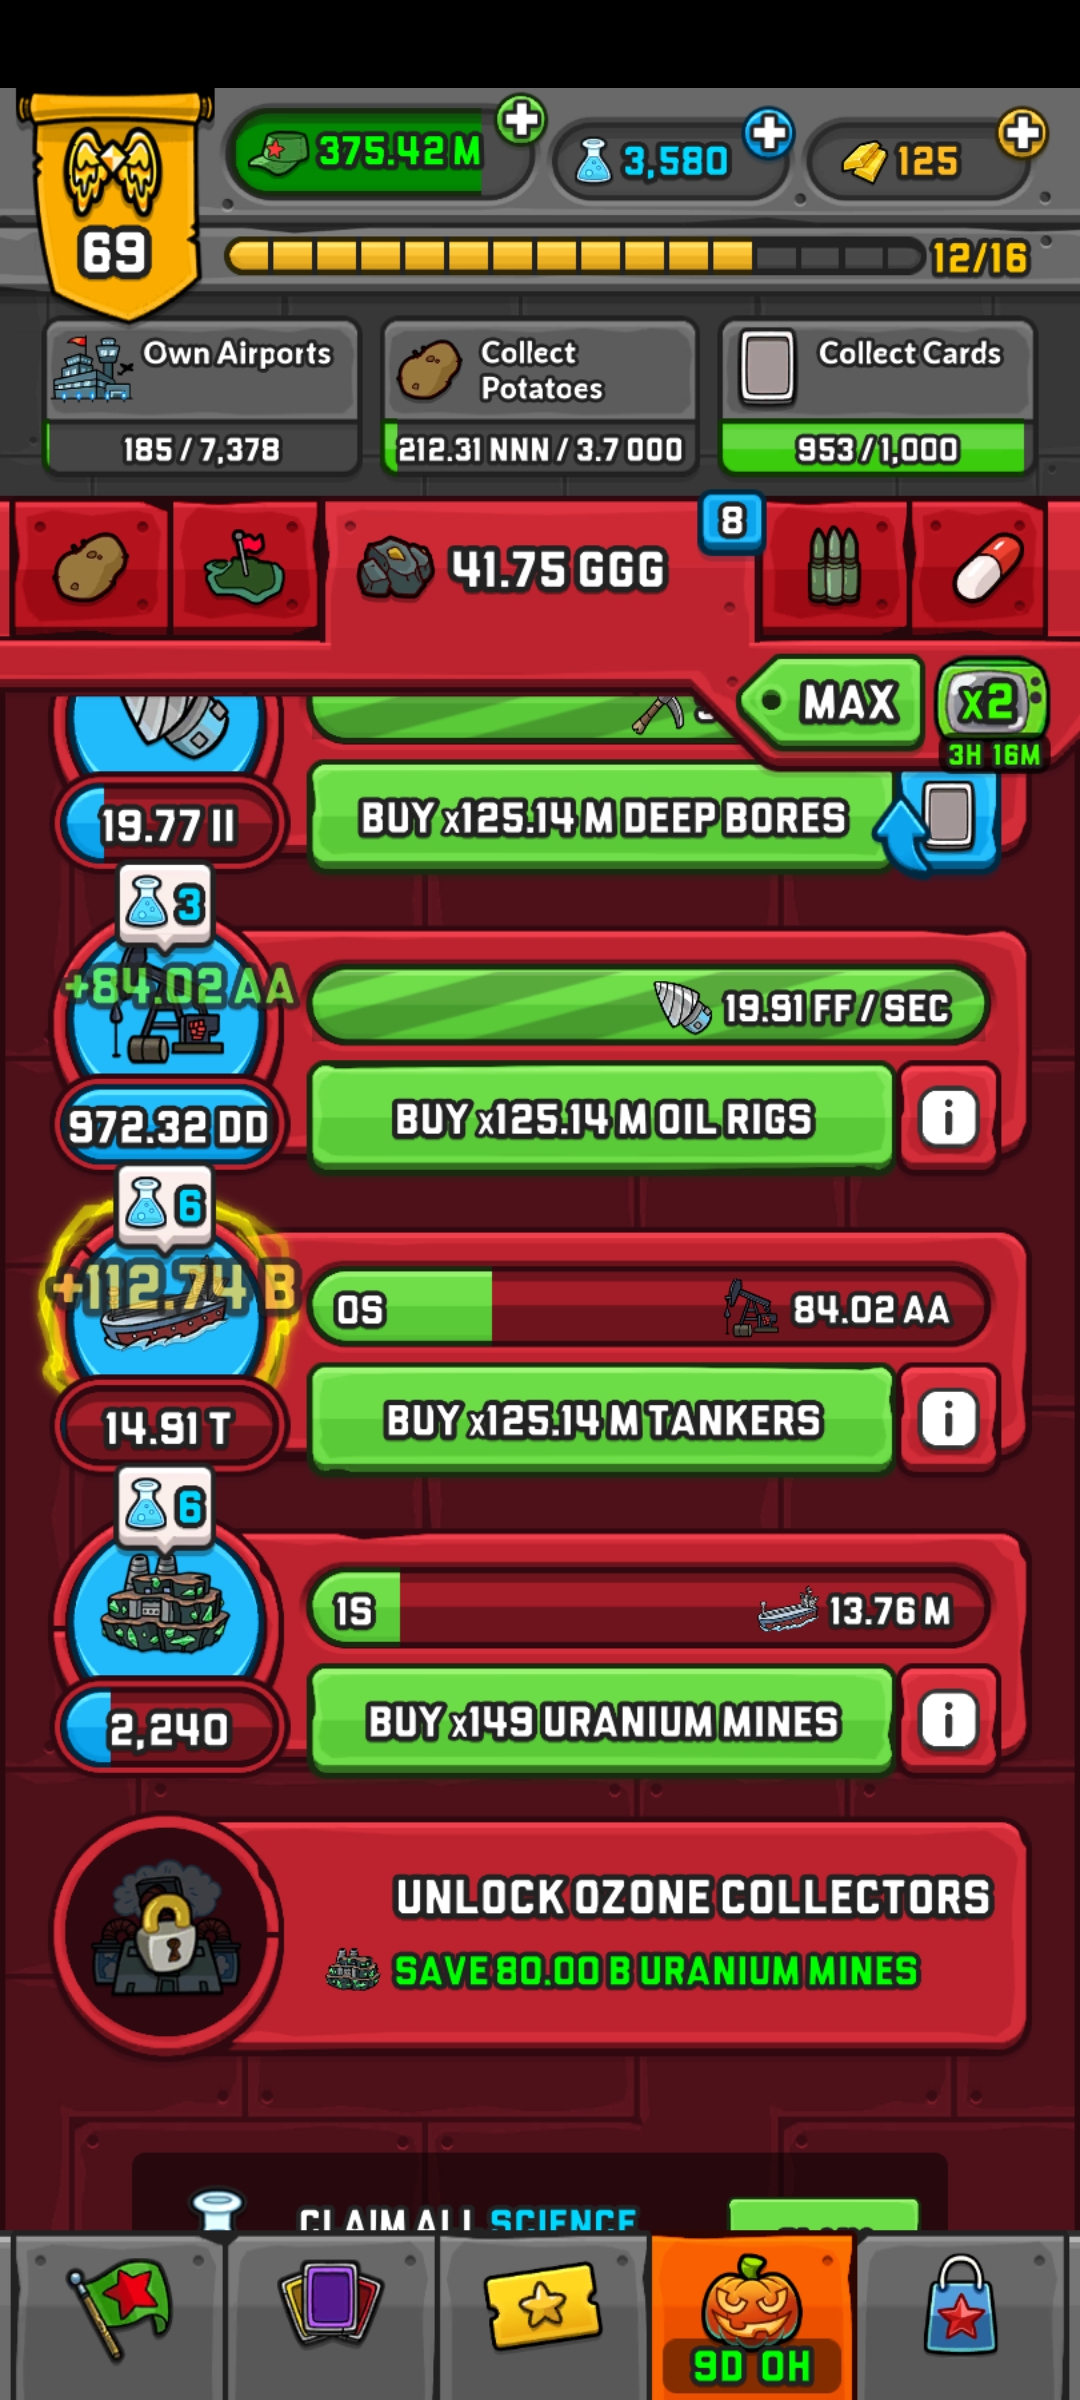 375.42 M
3,580
125
69
12/16
Own Airports
185 / 7,378
Collect
Potatoes
212.31 NNN / 3.7 OOO
Collect Cards
953 / 1,000
41.75 GGG
8
MAX
x2
3H 16M
19.77 II
BUY x125.14 M DEEP BORES
3
+84.02 AA
19.91 FF / SEC
972.32 DD
BUY x125.14 M OIL RIGS
i
6
+112.74 B
0S
84.02 AA
14.91 T
BUY x125.14 M TANKERS
i
6
1S
13.76 M
2,240
BUY x149 URANIUM MINES
i
UNLOCK OZONE COLLECTORS
SAVE 80.00 B URANIUM MINES
CLAIM ALL SCIENCE
9D 0H